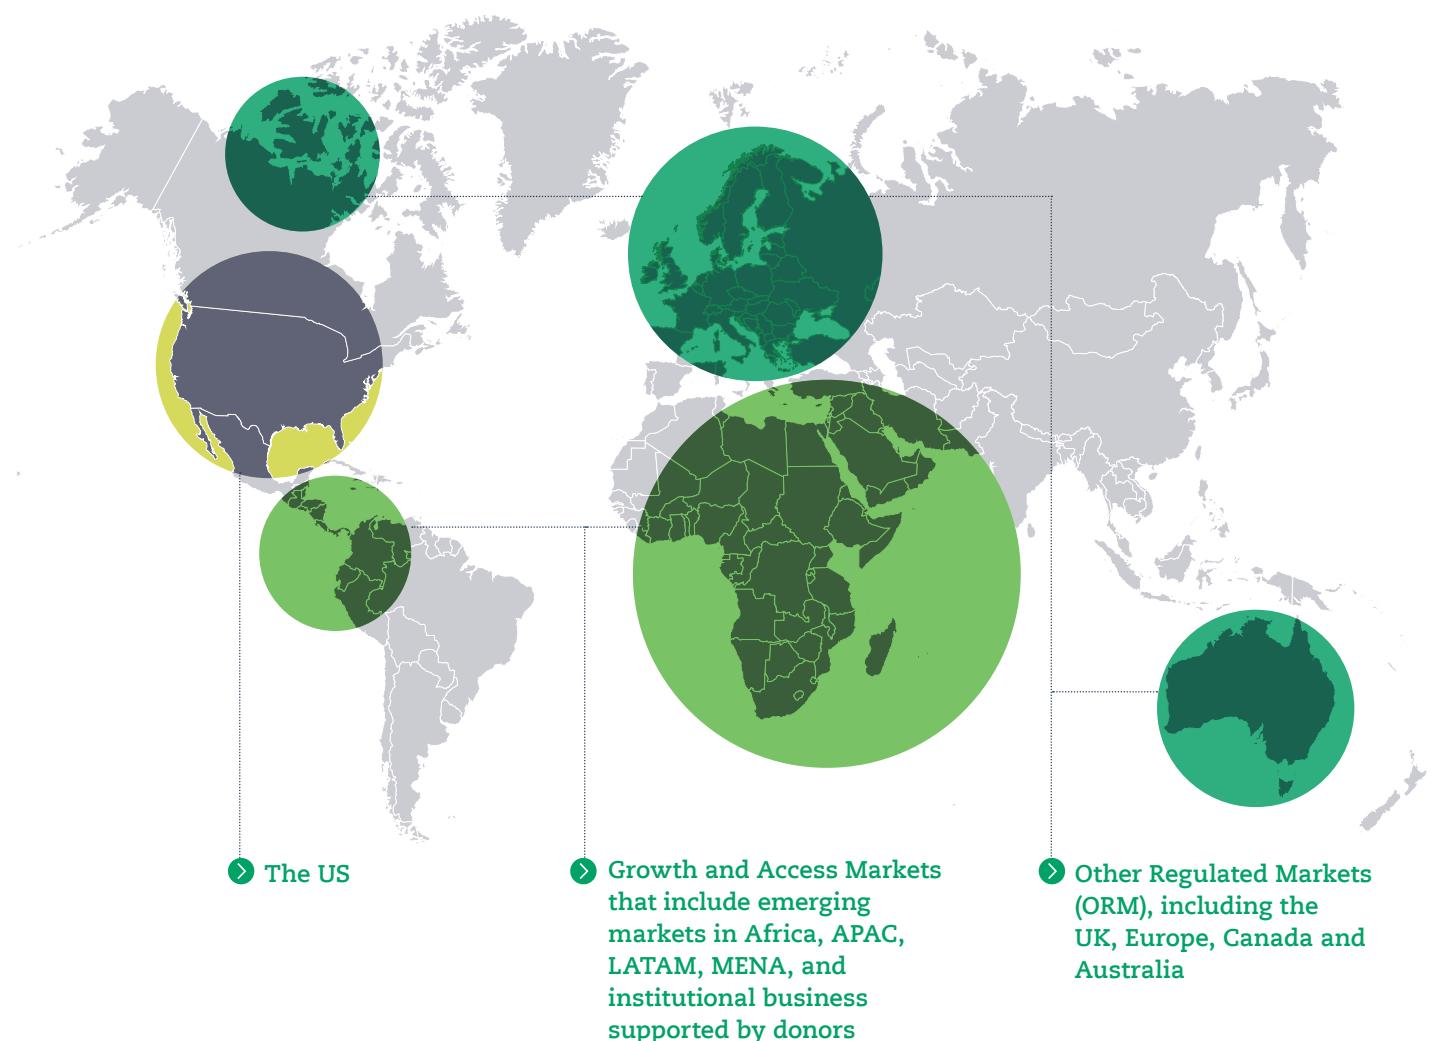 The US
Growth and Access Markets
that include emerging
markets in Africa, APAC,
LATAM, MENA, and
institutional business
supported by donors
Other Regulated Markets
(ORM), including the
UK, Europe, Canada and
Australia